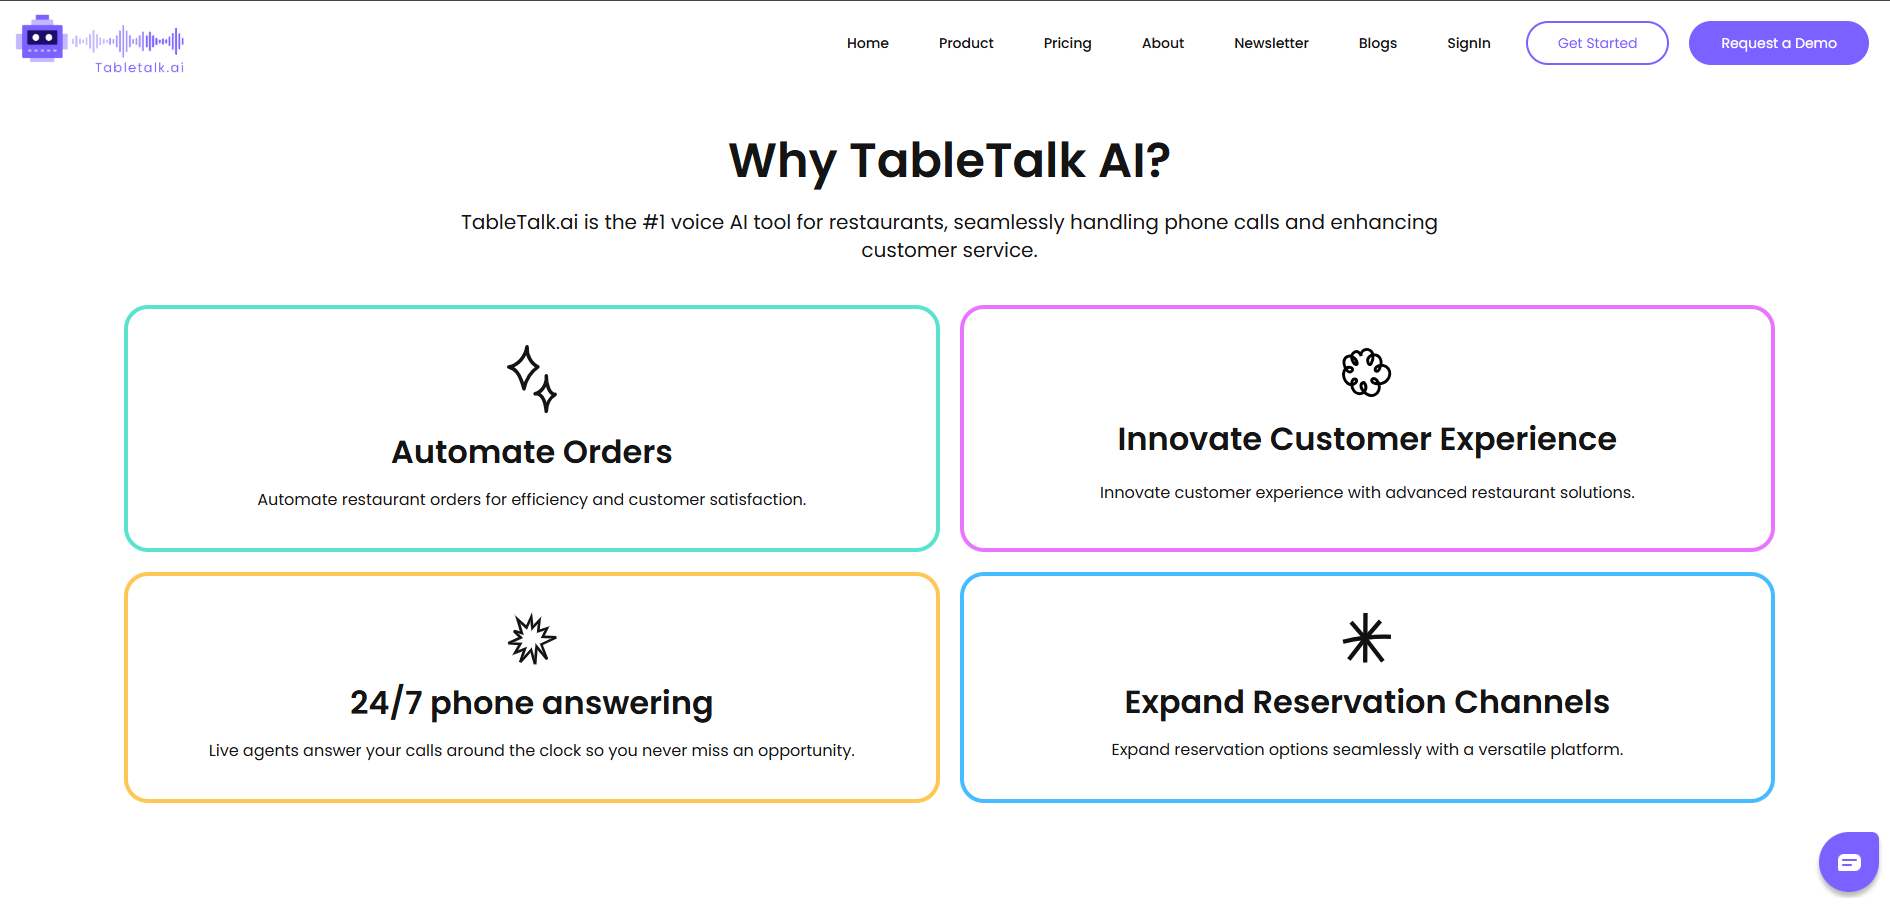 Tabletalk.ai
Home
Product
Pricing
About
Newsletter
Blogs
SignIn
Get Started
Request a Demo
Why TableTalk AI?
TableTalk.ai is the #1 voice AI tool for restaurants, seamlessly handling phone calls and enhancing
customer service.
Automate Orders
Automate restaurant orders for efficiency and customer satisfaction.
Innovate Customer Experience
Innovate customer experience with advanced restaurant solutions.
24/7 phone answering
Live agents answer your calls around the clock so you never miss an opportunity.
Expand Reservation Channels
Expand reservation options seamlessly with a versatile platform.